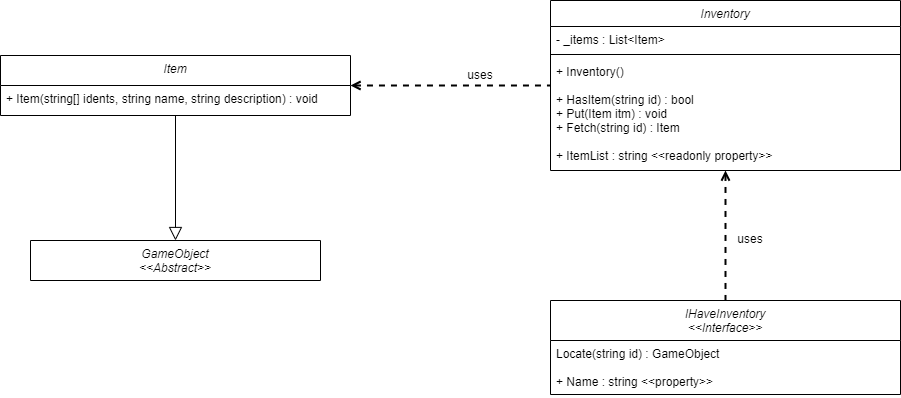 Inventory
- _items : List<Item>
+ Inventory()
+ HasItem(string id) : bool
+ Put(Item itm) : void
+ Fetch(string id) : Item
+ ItemList : string <<readonly property>>
uses
Item
+ Item(string[] idents, string name, string description) : void
GameObject
<<Abstract>>
uses
IHaveInventory
<<Interface>>
Locate(string id) : GameObject
+ Name : string <<property>>